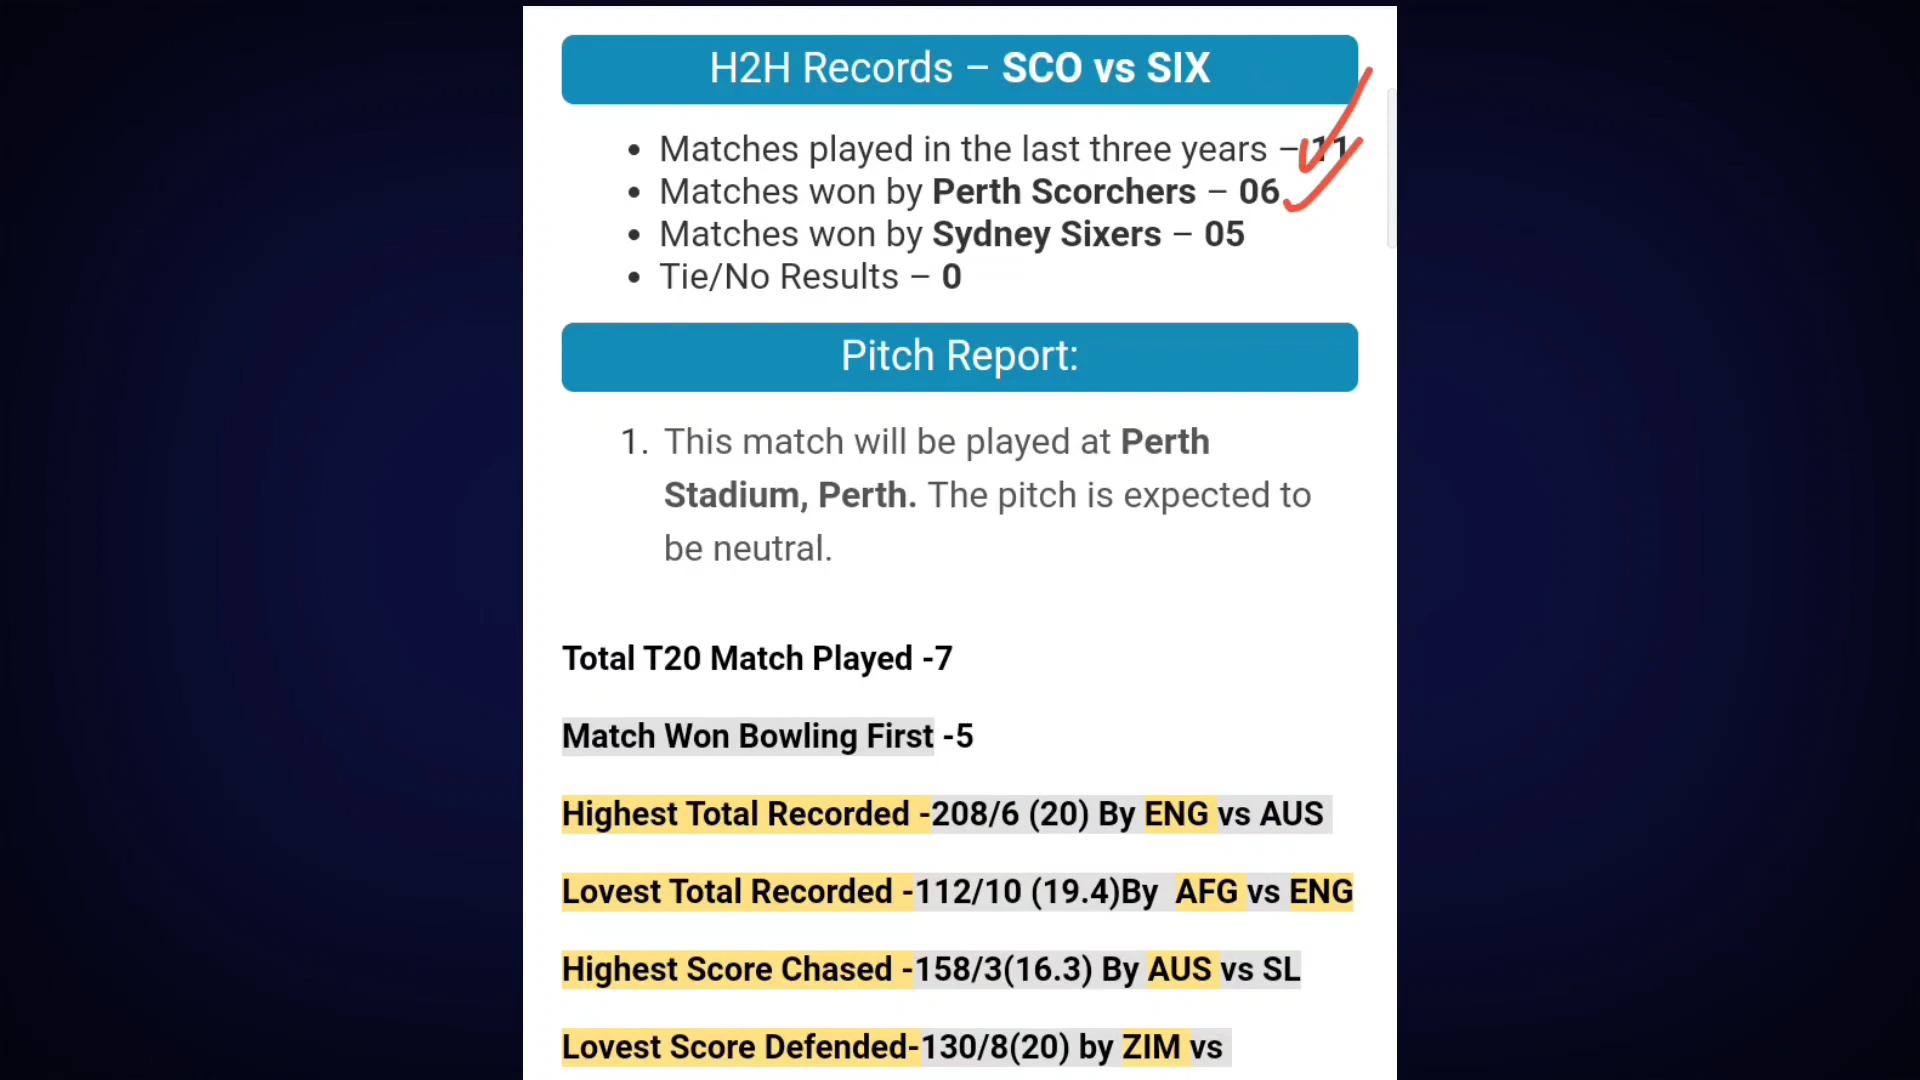 H2H Records – SCO vs SIX
• Matches played in the last three years – 11
• Matches won by Perth Scorchers – 06
• Matches won by Sydney Sixers – 05
• Tie/No Results – 0
Pitch Report:
1. This match will be played at Perth
Stadium, Perth. The pitch is expected to
be neutral.
Total T20 Match Played -7
Match Won Bowling First -5
Highest Total Recorded -208/6 (20) By ENG vs AUS
Lovest Total Recorded -112/10 (19.4)By AFG vs ENG
Highest Score Chased -158/3(16.3) By AUS vs SL
Lovest Score Defended-130/8(20) by ZIM vs